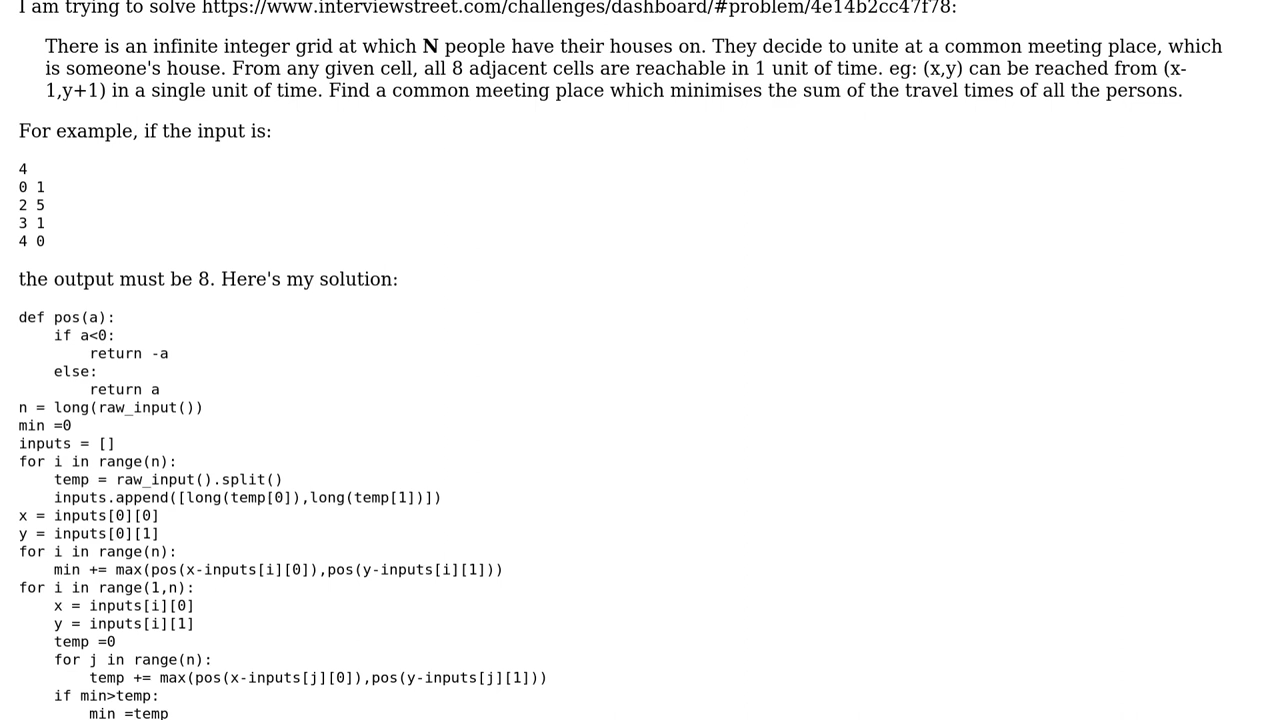 I am trying to solve https://www.interviewstreet.com/challenges/dashboard/#problem/4e14b2cc47f78:
There is an infinite integer grid at which N people have their houses on. They decide to unite at a common meeting place, which
is someone's house. From any given cell, all 8 adjacent cells are reachable in 1 unit of time. eg: (x,y) can be reached from (x-
1,y+1) in a single unit of time. Find a common meeting place which minimises the sum of the travel times of all the persons.
For example, if the input is:
4
0 1
2 5
3 1
4 0
the output must be 8. Here's my solution:
def pos(a):
    if a<0:
        return -a
    else:
        return a
n = long(raw_input())
min =0
inputs = []
for i in range(n):
    temp = raw_input().split()
    inputs.append([long(temp[0]),long(temp[1])])
x = inputs[0][0]
y = inputs[0][1]
for i in range(n):
    min += max(pos(x-inputs[i][0]),pos(y-inputs[i][1]))
for i in range(1,n):
    x = inputs[i][0]
    y = inputs[i][1]
    temp =0
    for j in range(n):
        temp += max(pos(x-inputs[j][0]),pos(y-inputs[j][1]))
    if min>temp:
        min =temp